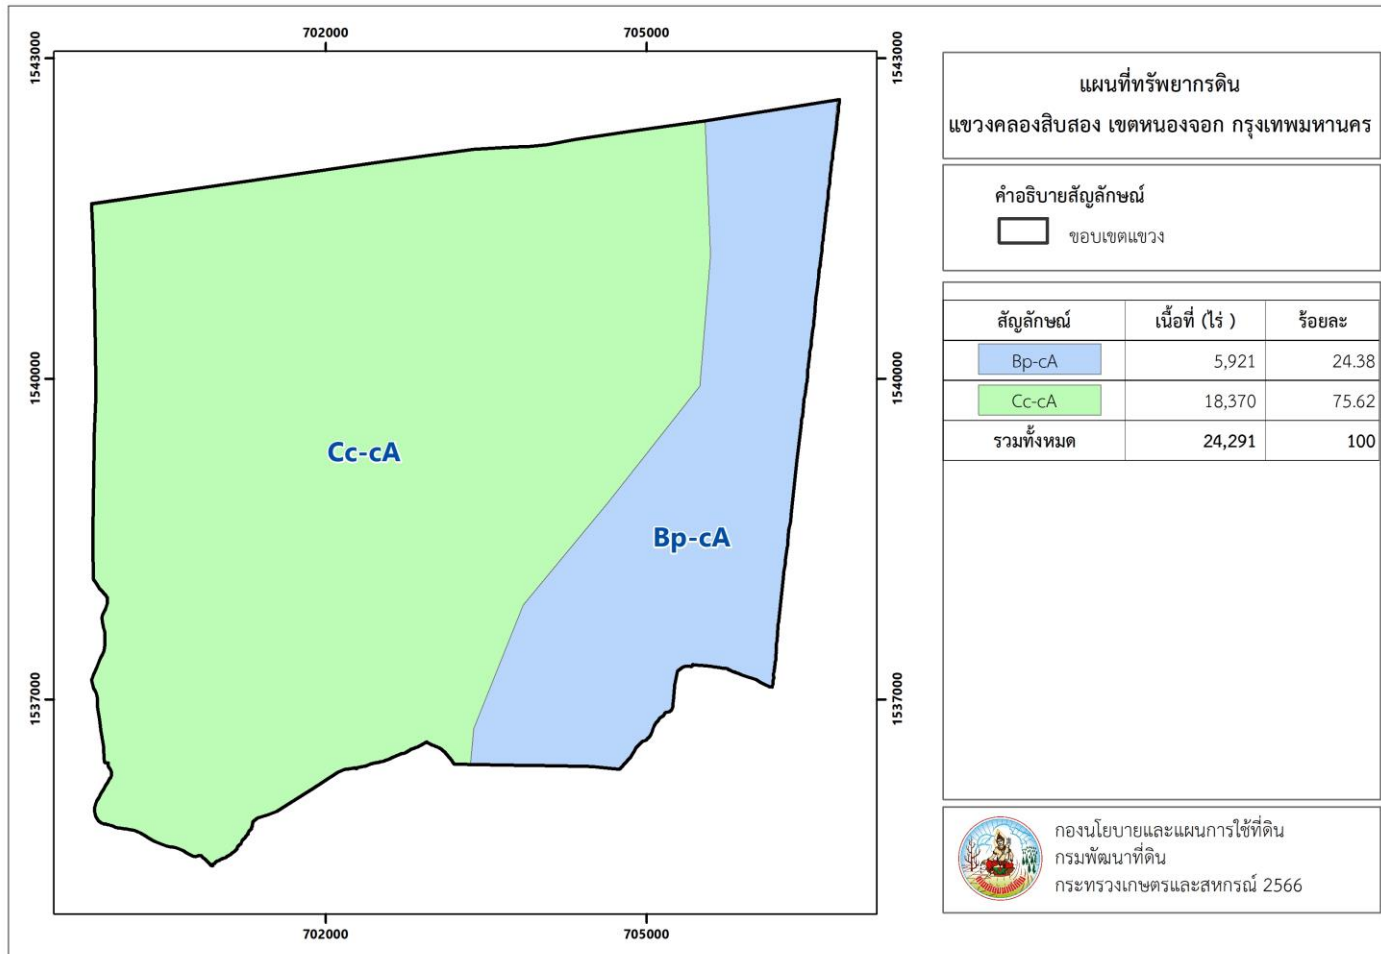 702000
705000
1543000
1543000
1540000
1540000
1537000
1537000
Cc-cA
Bp-cA
702000
705000
แผนที่ทรัพยากรดิน
แขวงคลองสิบสอง เขตหนองจอก กรุงเทพมหานคร
คำอธิบายสัญลักษณ์
ขอบเขตแขวง
สัญลักษณ์ เนื้อที่ (ไร่ ) ร้อยละ
Bp-cA 5,921 24.38
Cc-cA 18,370 75.62
รวมทั้งหมด 24,291 100
กองนโยบายและแผนการใช้ที่ดิน
กรมพัฒนาที่ดิน
กระทรวงเกษตรและสหกรณ์ 2566